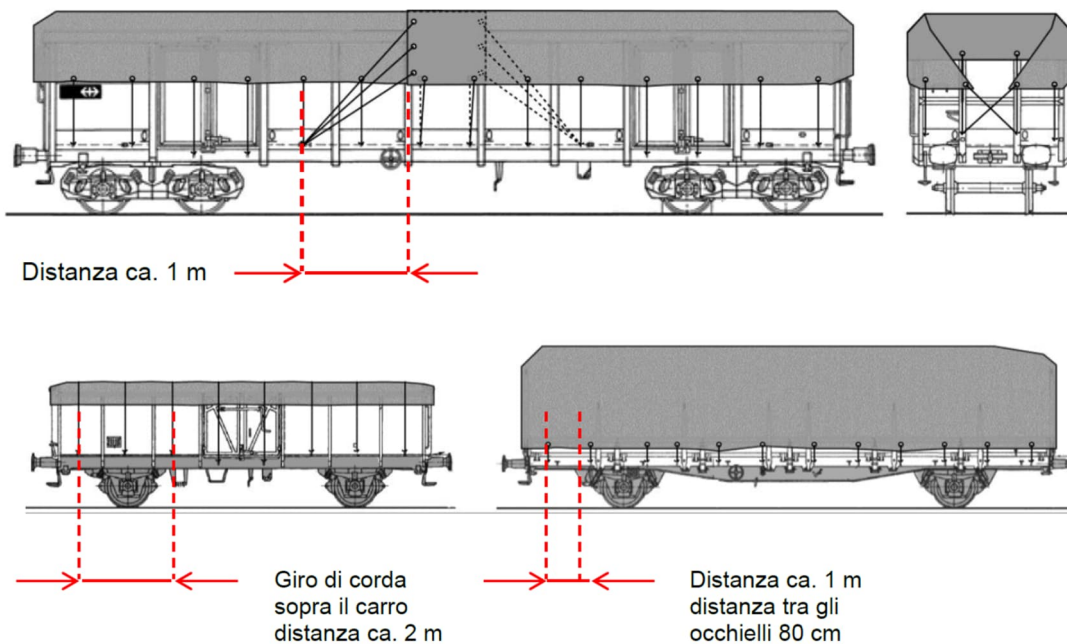 Distanza ca. 1 m
Giro di corda
sopra il carro
distanza ca. 2 m
Distanza ca. 1 m
distanza tra gli
occhielli 80 cm